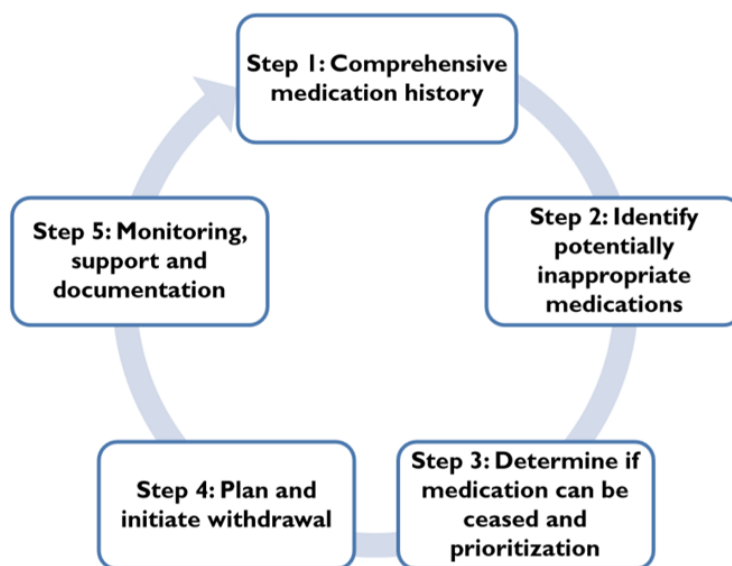 Step 1: Comprehensive
medication history
Step 2: Identify
potentially
inappropriate
medications
Step 3: Determine if
medication can be
ceased and
prioritization
Step 4: Plan and
initiate withdrawal
Step 5: Monitoring,
support and
documentation